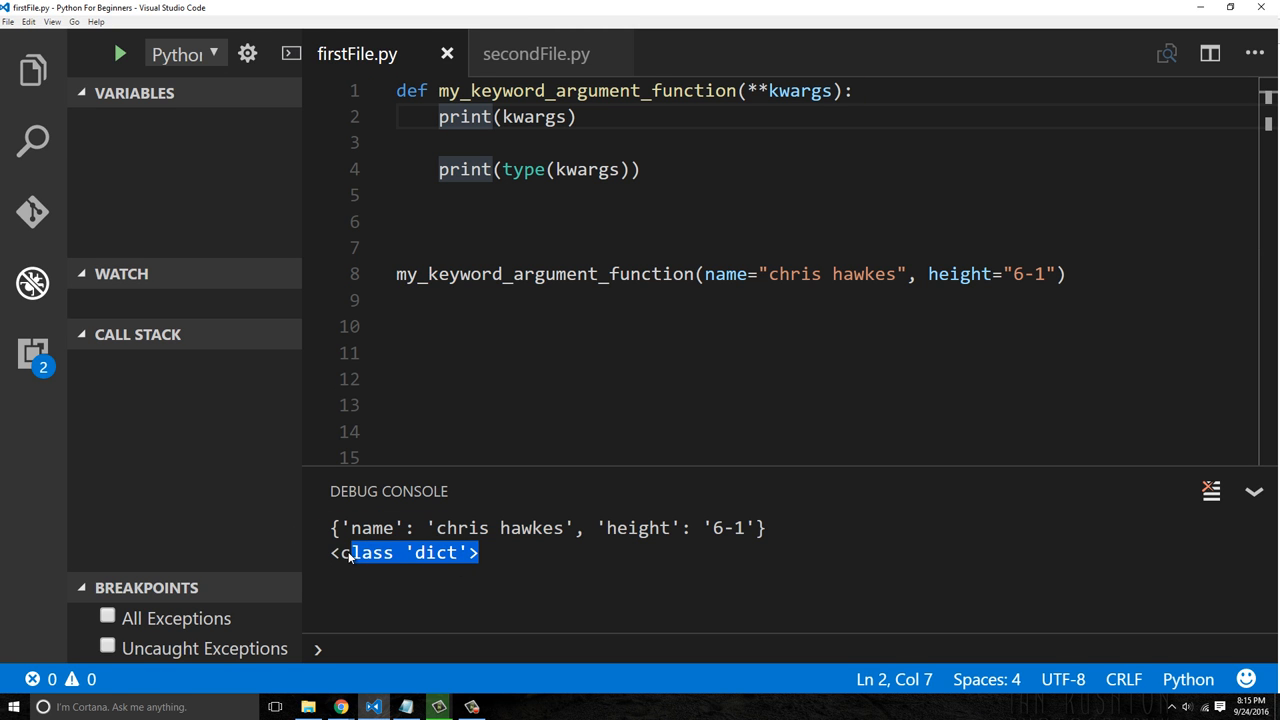 firstFile.py - Python For Beginners - Visual Studio Code
File Edit View Go Help
Python
firstFile.py
secondFile.py
VARIABLES
WATCH
CALL STACK
BREAKPOINTS
All Exceptions
Uncaught Exceptions
2
1 def my_keyword_argument_function(**kwargs):
2 print(kwargs)
3
4 print(type(kwargs))
5
6
7
8 my_keyword_argument_function(name="chris hawkes", height="6-1")
9
10
11
12
13
14
15
DEBUG CONSOLE
{'name': 'chris hawkes', 'height': '6-1'}
<class 'dict'>
0 0
Ln 2, Col 7 Spaces: 4 UTF-8 CRLF Python
I'm Cortana. Ask me anything.
8:15 PM
9/24/2016